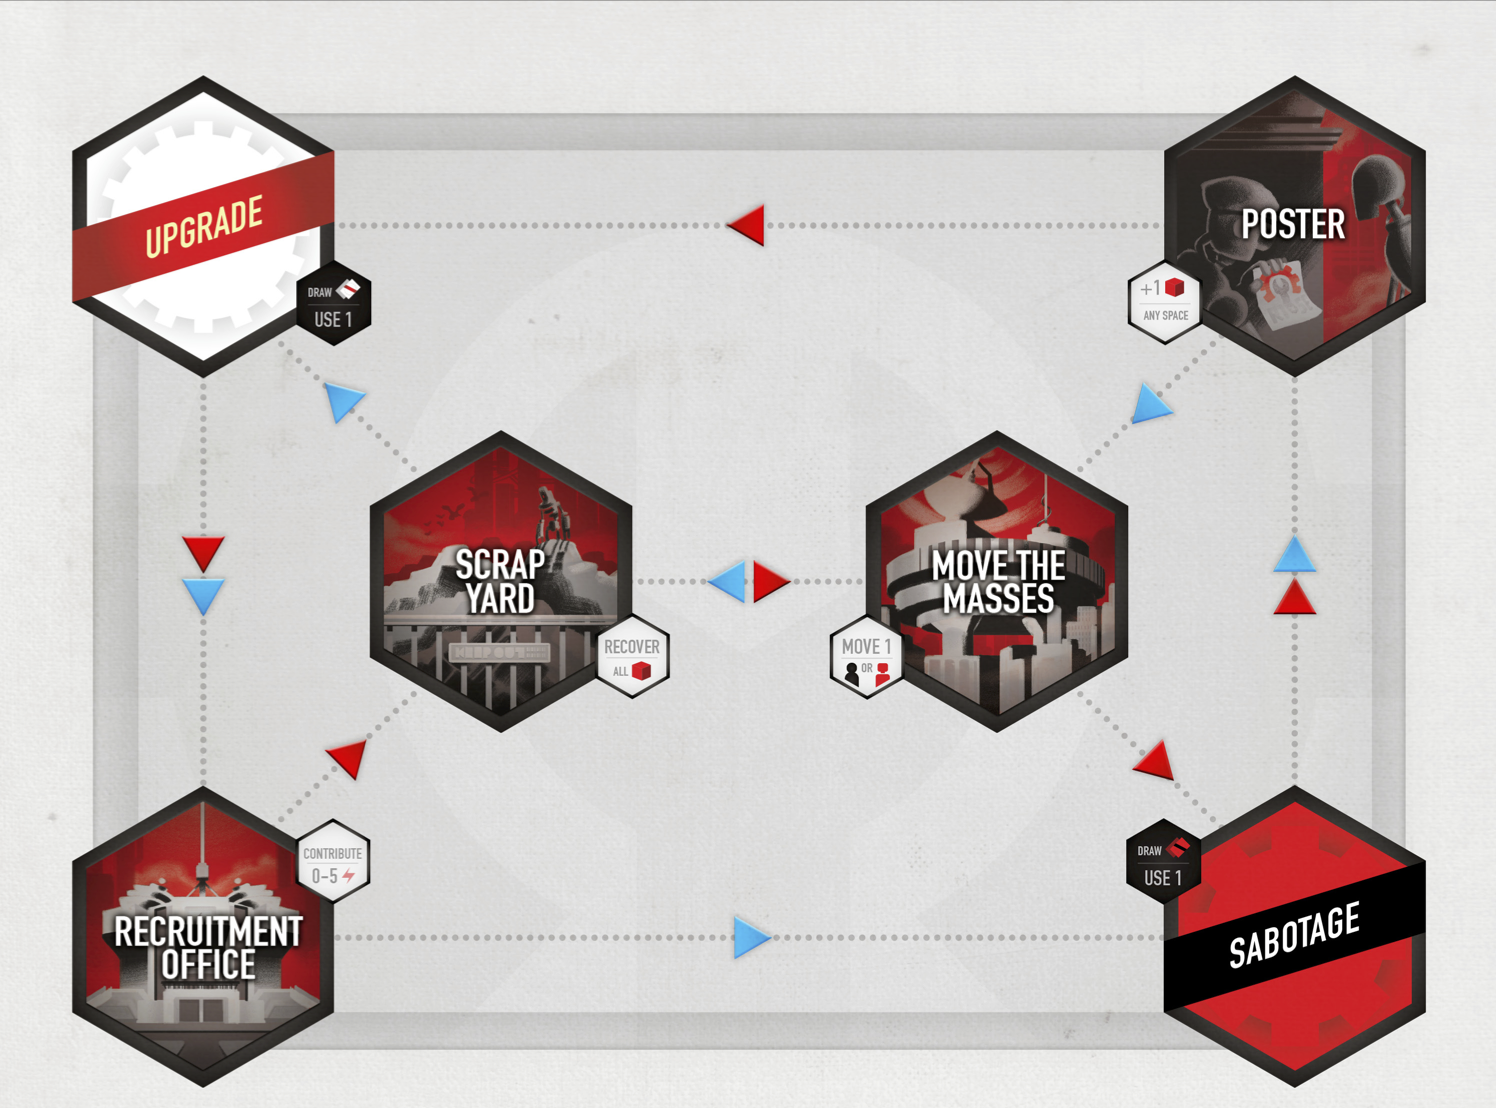 UPGRADE
DRAW
USE 1
POSTER
+1
ANY SPACE
SCRAP
YARD
RECOVER
ALL
MOVE THE
MASSES
MOVE 1
OR
RECRUITMENT
OFFICE
CONTRIBUTE
0-5
DRAW
USE 1
SABOTAGE